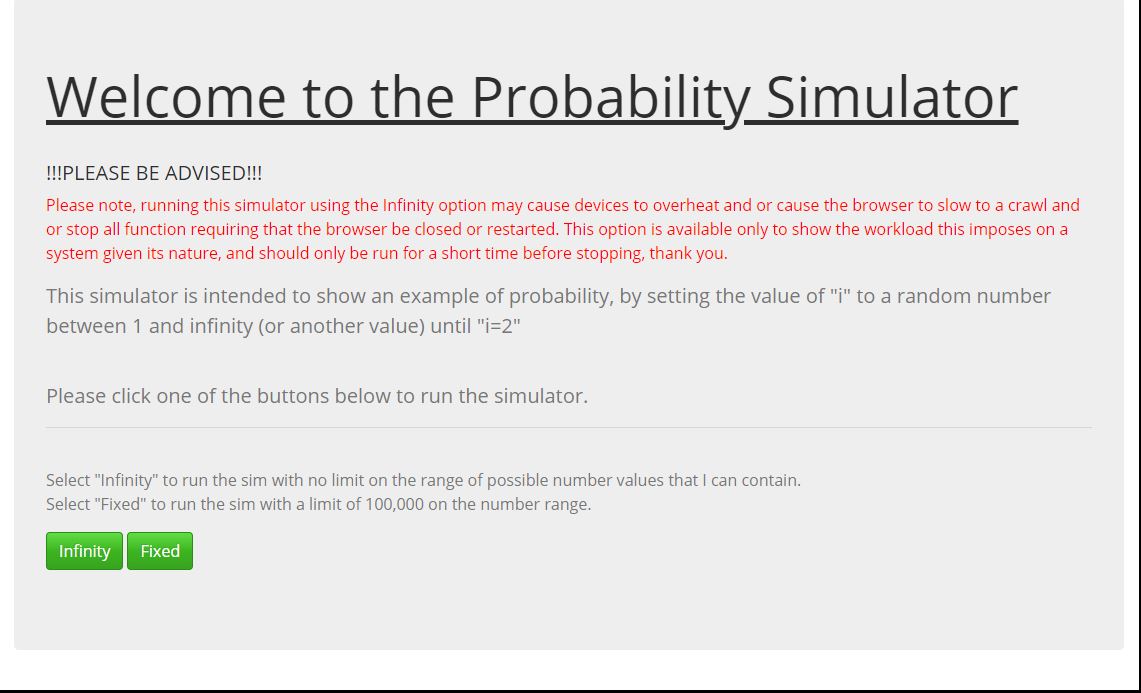 Welcome to the Probability Simulator
!!!PLEASE BE ADVISED!!!
Please note, running this simulator using the Infinity option may cause devices to overheat and or cause the browser to slow to a crawl and
or stop all function requiring that the browser be closed or restarted. This option is available only to show the workload this imposes on a
system given its nature, and should only be run for a short time before stopping, thank you.
This simulator is intended to show an example of probability, by setting the value of "i" to a random number
between 1 and infinity (or another value) until "i=2"
Please click one of the buttons below to run the simulator.
Select "Infinity" to run the sim with no limit on the range of possible number values that I can contain.
Select "Fixed" to run the sim with a limit of 100,000 on the number range.
Infinity Fixed